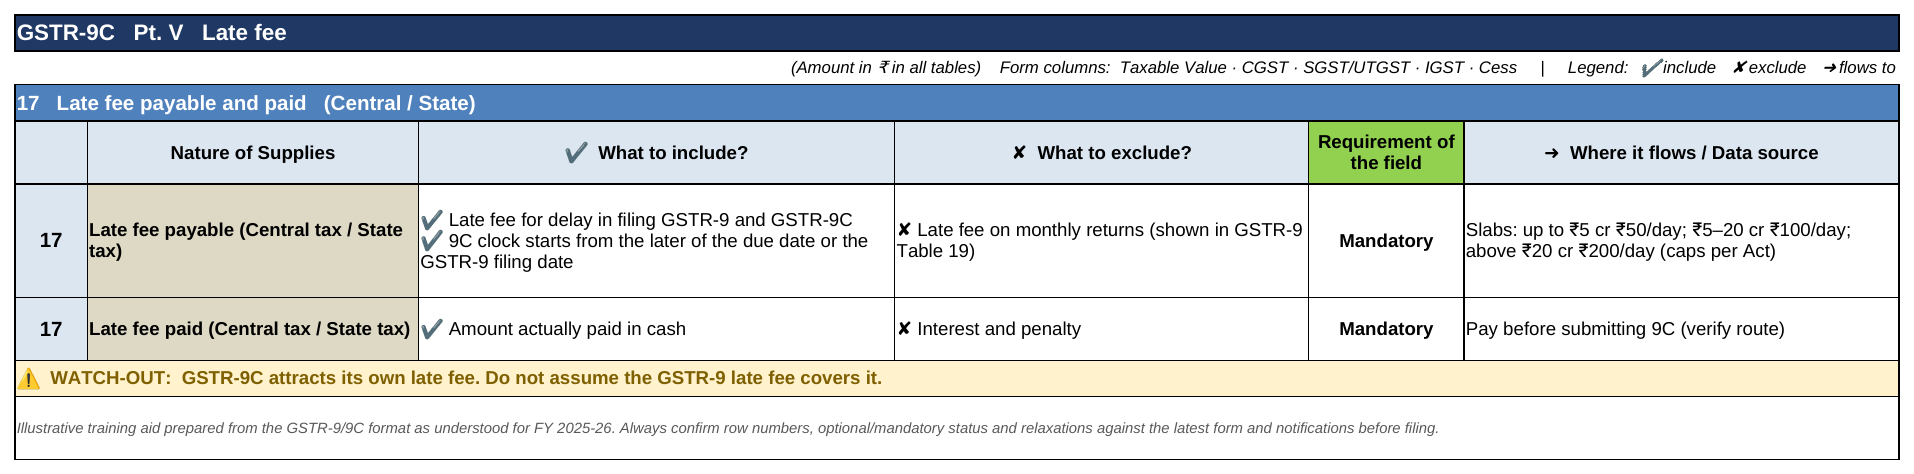 GSTR-9C Pt. V Late fee
(Amount in ₹ in all tables) Form columns: Taxable Value · CGST · SGST/UTGST · IGST · Cess | Legend: ✔include ✘exclude ➔flows to
17 Late fee payable and paid (Central / State)
Nature of Supplies
✔ What to include?
✘ What to exclude?
Requirement of
the field
➔ Where it flows / Data source
17
Late fee payable (Central tax / State
tax)
✔ Late fee for delay in filing GSTR-9 and GSTR-9C
✔ 9C clock starts from the later of the due date or the
GSTR-9 filing date
✘ Late fee on monthly returns (shown in GSTR-9
Table 19)
Mandatory
Slabs: up to ₹5 cr ₹50/day; ₹5–20 cr ₹100/day;
above ₹20 cr ₹200/day (caps per Act)
17
Late fee paid (Central tax / State tax)
✔ Amount actually paid in cash
✘ Interest and penalty
Mandatory
Pay before submitting 9C (verify route)
⚠ WATCH-OUT: GSTR-9C attracts its own late fee. Do not assume the GSTR-9 late fee covers it.
Illustrative training aid prepared from the GSTR-9/9C format as understood for FY 2025-26. Always confirm row numbers, optional/mandatory status and relaxations against the latest form and notifications before filing.